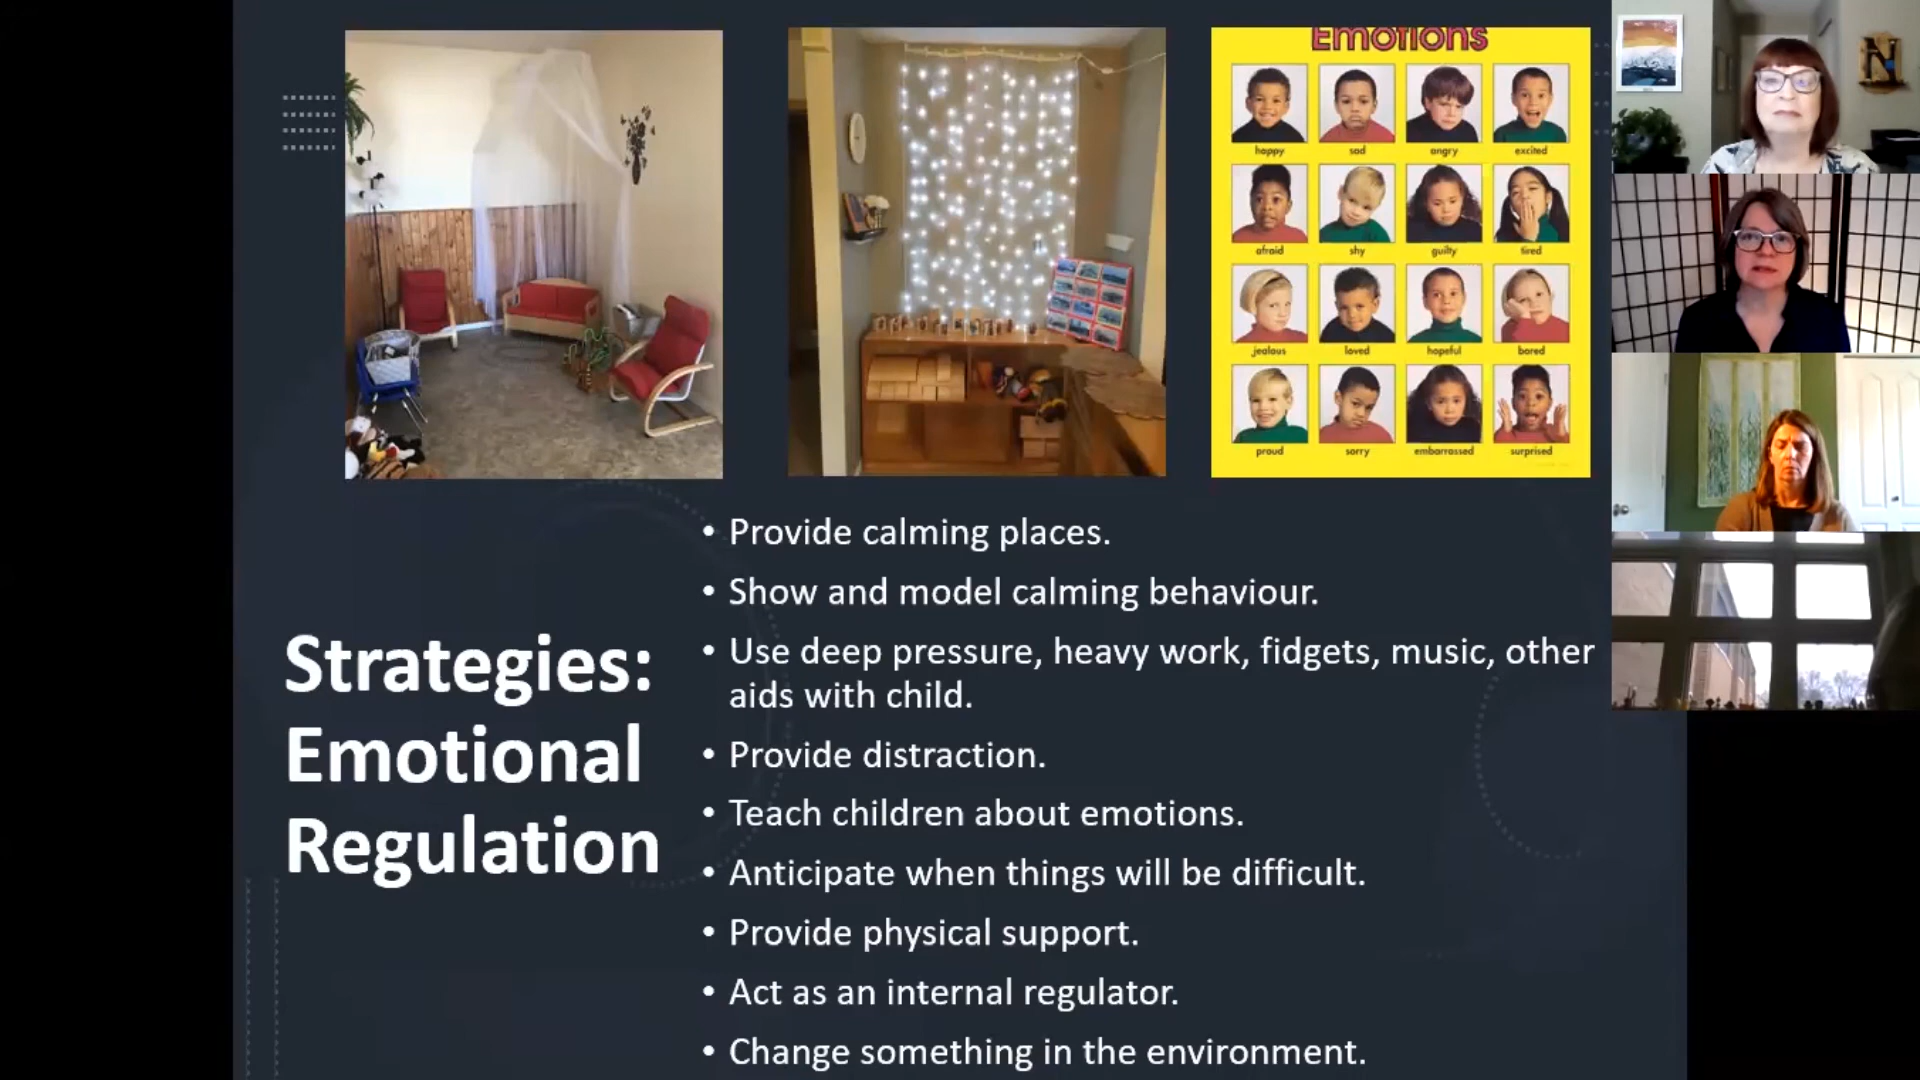 Emotions
happy sad angry excited
afraid shy guilty tired
jealous loved hopeful bored
proud sorry embarrassed surprised
N
Strategies:
Emotional
Regulation
• Provide calming places.
• Show and model calming behaviour.
• Use deep pressure, heavy work, fidgets, music, other
aids with child.
• Provide distraction.
• Teach children about emotions.
• Anticipate when things will be difficult.
• Provide physical support.
• Act as an internal regulator.
• Change something in the environment.